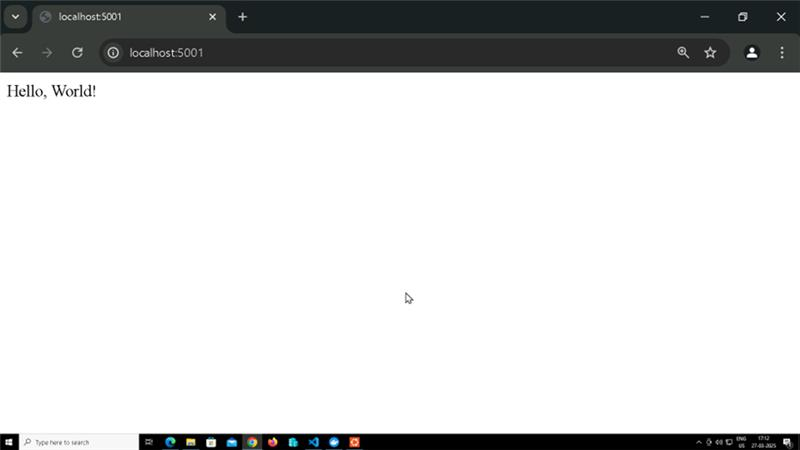 localhost:5001
localhost:5001
Hello, World!
Type here to search
ENG
US
17:12
27-03-2025